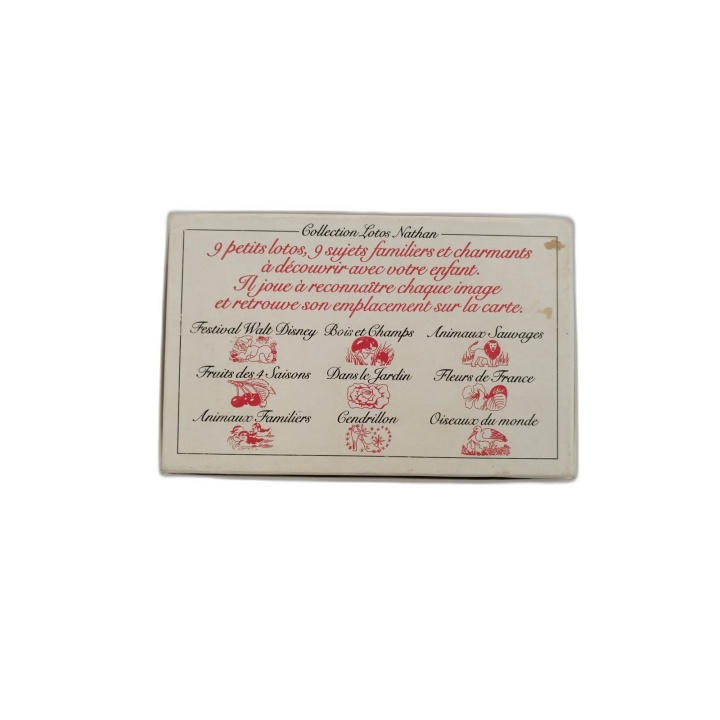 Collection Lotos Nathan
9 petits lotos, 9 sujets familiers et charmants
à découvrir avec votre enfant.
Il joue à reconnaître chaque image
et retrouve son emplacement sur la carte.
Festival Walt Disney Bois et Champs Animaux Sauvages
Fruits des 4 Saisons Dans le Jardin Fleurs de France
Animaux Familiers Cendrillon Oiseaux du monde